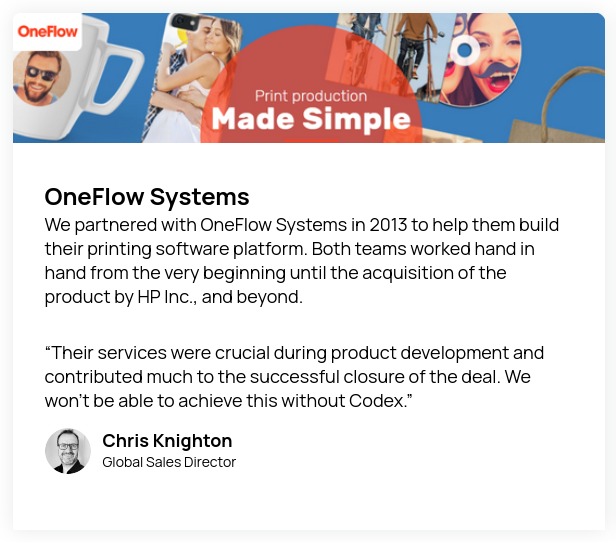 OneFlow
Print production
Made Simple
OneFlow Systems
We partnered with OneFlow Systems in 2013 to help them build
their printing software platform. Both teams worked hand in
hand from the very beginning until the acquisition of the
product by HP Inc., and beyond.
“Their services were crucial during product development and
contributed much to the successful closure of the deal. We
won’t be able to achieve this without Codex.”
Chris Knighton
Global Sales Director